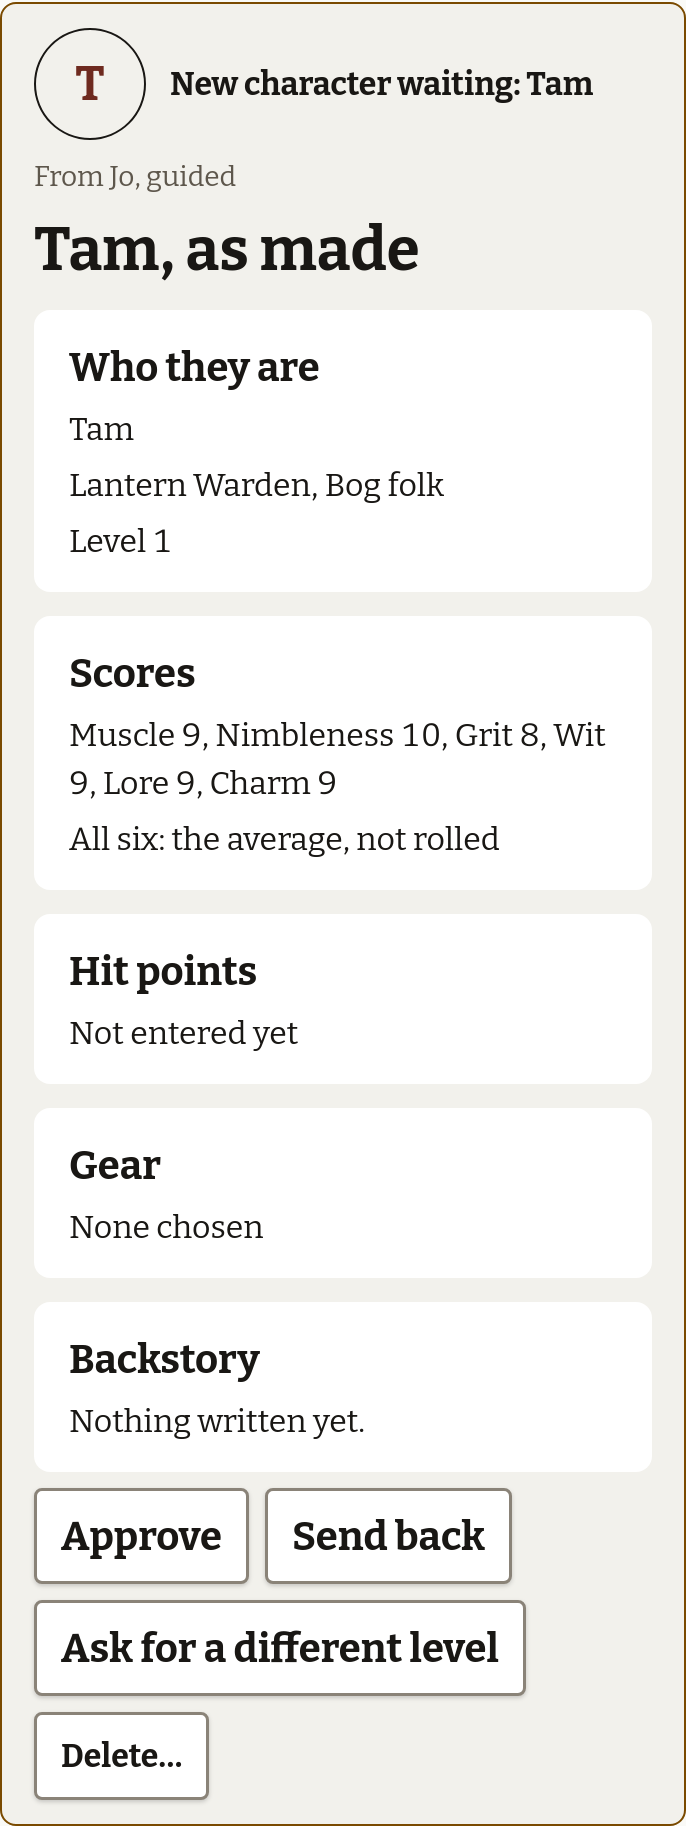 T
New character waiting: Tam
From Jo, guided
Tam, as made
Who they are
Tam
Lantern Warden, Bog folk
Level 1
Scores
Muscle 9, Nimbleness 10, Grit 8, Wit
9, Lore 9, Charm 9
All six: the average, not rolled
Hit points
Not entered yet
Gear
None chosen
Backstory
Nothing written yet.
Approve
Send back
Ask for a different level
Delete...